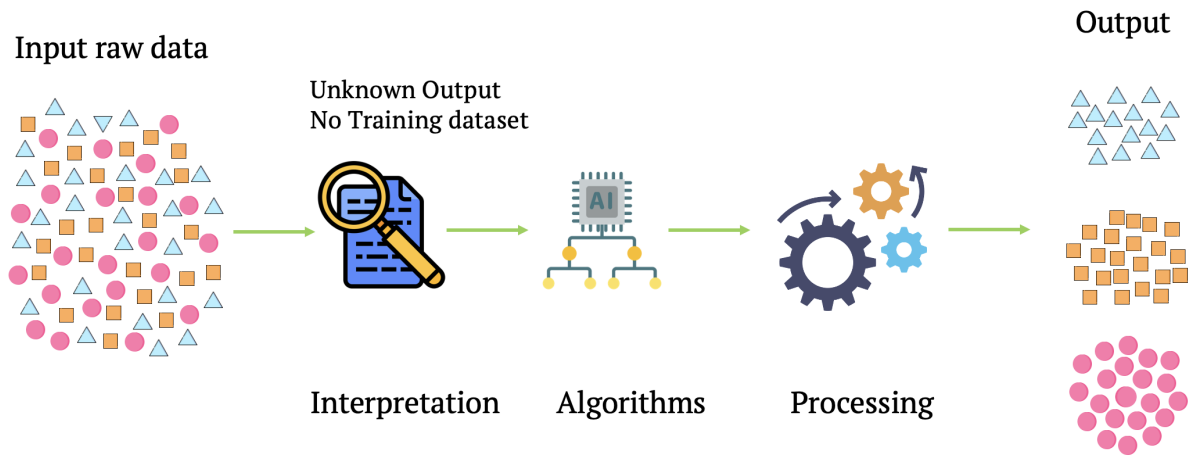 Input raw data
Unknown Output
No Training dataset
AI
Interpretation
Algorithms
Processing
Output